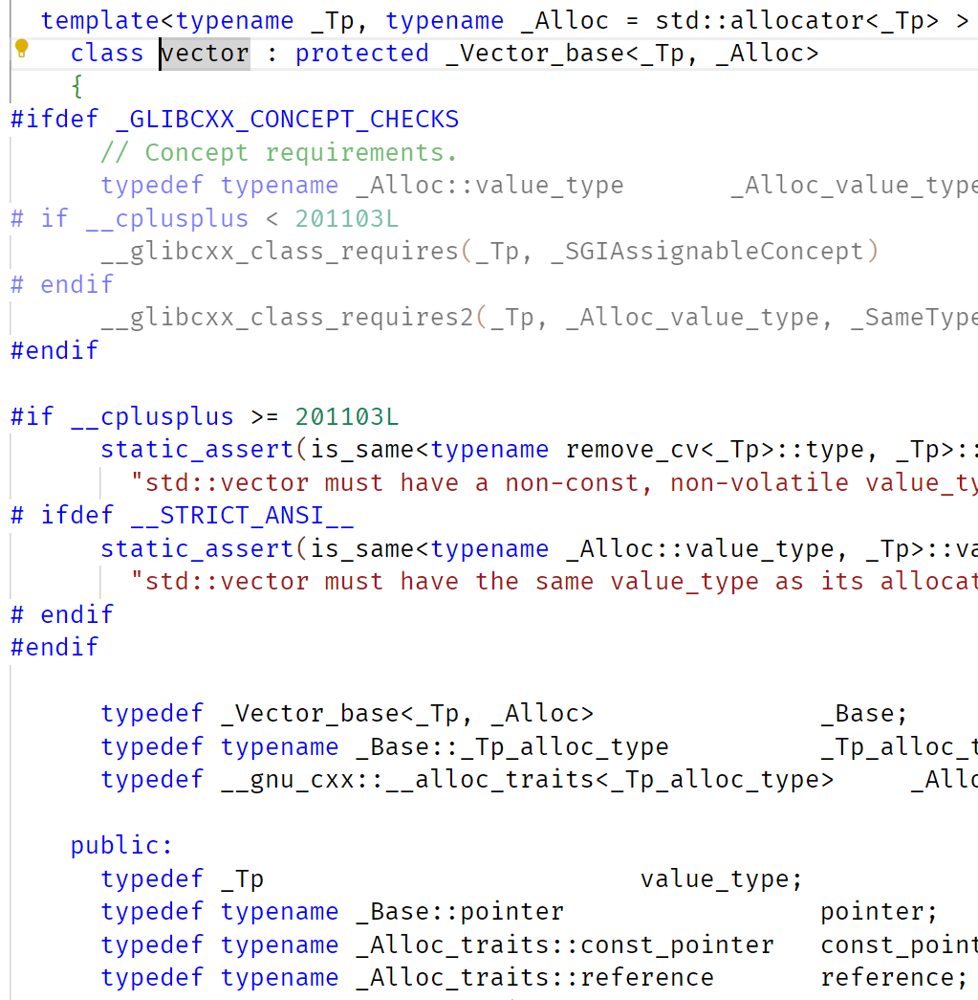 template<typename _Tp, typename _Alloc = std::allocator<_Tp> >
class vector : protected _Vector_base<_Tp, _Alloc>
{
#ifdef _GLIBCXX_CONCEPT_CHECKS
// Concept requirements.
typedef typename _Alloc::value_type _Alloc_value_type
# if __cplusplus < 201103L
__glibcxx_class_requires(_Tp, _SGIAssignableConcept)
# endif
__glibcxx_class_requires2(_Tp, _Alloc_value_type, _SameType
#endif
#if __cplusplus >= 201103L
static_assert(is_same<typename remove_cv<_Tp>::type, _Tp>::
"std::vector must have a non-const, non-volatile value_ty
# ifdef __STRICT_ANSI__
static_assert(is_same<typename _Alloc::value_type, _Tp>::va
"std::vector must have the same value_type as its allocat
# endif
#endif
typedef _Vector_base<_Tp, _Alloc> _Base;
typedef typename _Base::_Tp_alloc_type _Tp_alloc_t
typedef __gnu_cxx::__alloc_traits<_Tp_alloc_type> _Allo
public:
typedef _Tp value_type;
typedef typename _Base::pointer pointer;
typedef typename _Alloc_traits::const_pointer const_point
typedef typename _Alloc_traits::reference reference;